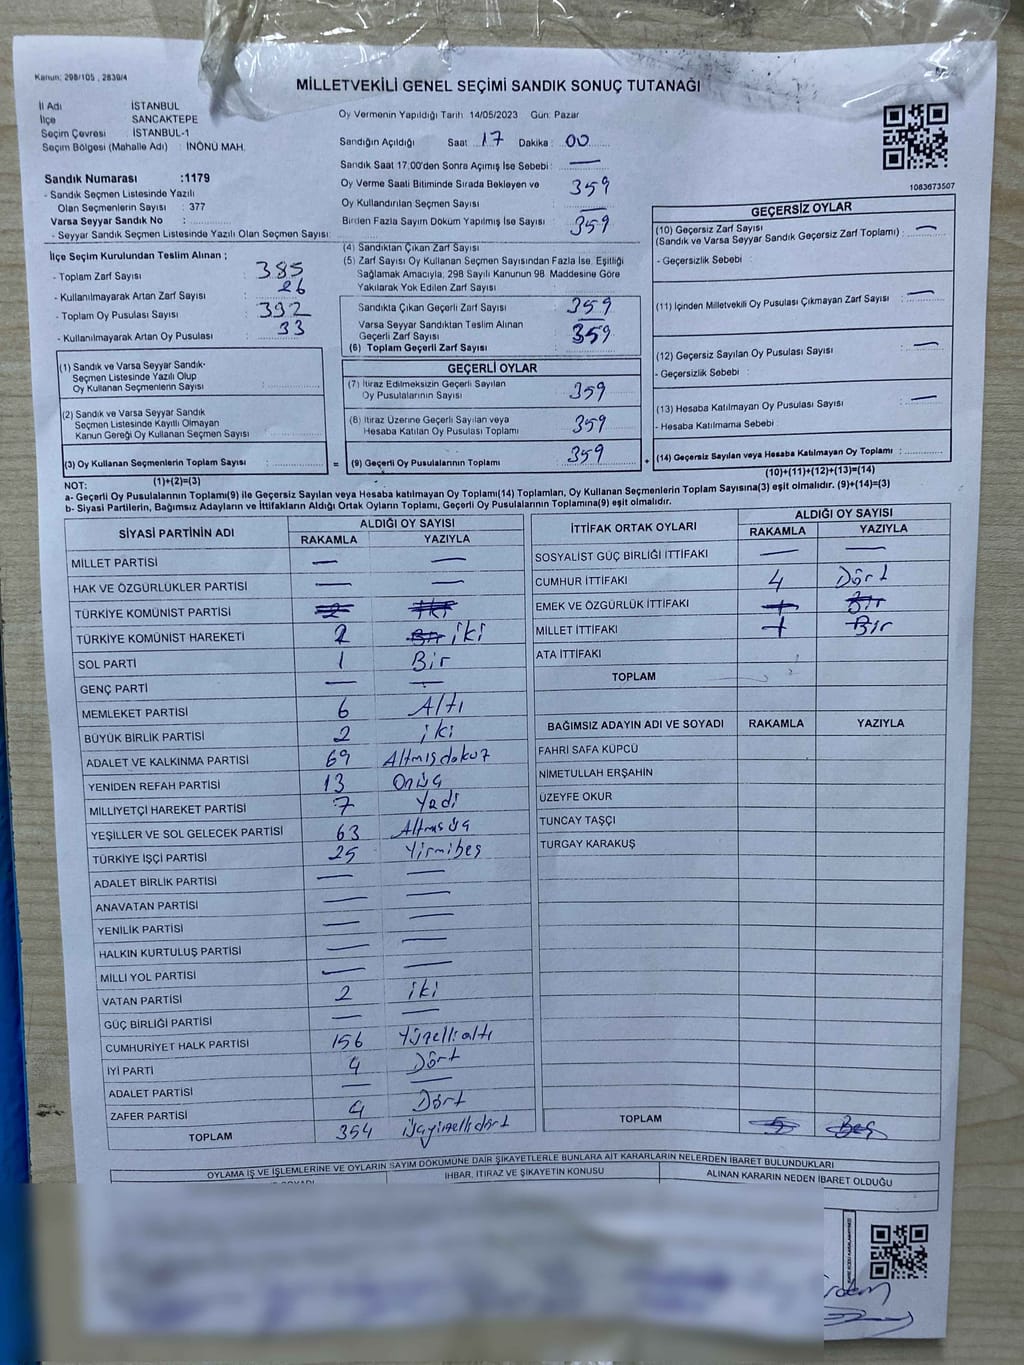 Kanun: 298/105 , 2839/4
MİLLETVEKİLİ GENEL SEÇİMİ SANDIK SONUÇ TUTANAĞI
İl Adı İSTANBUL
İlçe SANCAKTEPE
Seçim Çevresi İSTANBUL-1
Seçim Bölgesi (Mahalle Adı) : İNÖNÜ MAH.
Oy Vermenin Yapıldığı Tarih: 14/05/2023 Gün: Pazar
Sandığın Açıldığı Saat 17 Dakika: 00
Sandık Saat 17.00'den Sonra Açımış İse Sebebi: —
Sandık Numarası :1179
- Sandık Seçmen Listesinde Yazılı
Olan Seçmenlerin Sayısı : 377
Varsa Seyyar Sandık No :
- Seyyar Sandık Seçmen Listesinde Yazılı Olan Seçmen Sayısı:
Oy Verme Saati Bitiminde Sırada Bekleyen ve 359
Oy Kullandırılan Seçmen Sayısı : —
Birden Fazla Sayım Döküm Yapılmış İse Sayısı : 359
1083673507
İlçe Seçim Kurulundan Teslim Alınan ;
- Toplam Zarf Sayısı : 385
- Kullanılmayarak Artan Zarf Sayısı : 26
- Toplam Oy Pusulası Sayısı : 392
- Kullanılmayarak Artan Oy Pusulası : 33
(4) Sandıktan Çıkan Zarf Sayısı
(5) Zarf Sayısı Oy Kullanan Seçmen Sayısından Fazla İse, Eşitliği
Sağlamak Amacıyla, 298 Sayılı Kanunun 98. Maddesine Göre
Yakılarak Yok Edilen Zarf Sayısı :
Sandıkta Çıkan Geçerli Zarf Sayısı : 359
Varsa Seyyar Sandıktan Teslim Alınan
Geçerli Zarf Sayısı : —
(6) Toplam Geçerli Zarf Sayısı : 359
GEÇERSİZ OYLAR
(10) Geçersiz Zarf Sayısı
(Sandık ve Varsa Seyyar Sandık Geçersiz Zarf Toplamı) : —
- Geçersizlik Sebebi :
(11) İçinden Milletvekili Oy Pusulası Çıkmayan Zarf Sayısı : —
(12) Geçersiz Sayılan Oy Pusulası Sayısı : —
- Geçersizlik Sebebi :
(13) Hesaba Katılmayan Oy Pusulası Sayısı : —
- Hesaba Katılmama Sebebi :
(14) Geçersiz Sayılan veya Hesaba Katılmayan Oy Toplamı :
(10)+(11)+(12)+(13)=(14)
(1) Sandık ve Varsa Seyyar Sandık-
Seçmen Listesinde Yazılı Olup
Oy Kullanan Seçmenlerin Sayısı :
(2) Sandık ve Varsa Seyyar Sandık
Seçmen Listesinde Kayıtlı Olmayan
Kanun Gereği Oy Kullanan Seçmen Sayısı :
(3) Oy Kullanan Seçmenlerin Toplam Sayısı : =
(1)+(2)=(3)
GEÇERLİ OYLAR
(7) İtiraz Edilmeksizin Geçerli Sayılan
Oy Pusulalarının Sayısı : 359
(8) İtiraz Üzerine Geçerli Sayılan veya
Hesaba Katılan Oy Pusulası Toplamı : 359
(9) Geçerli Oy Pusulalarının Toplamı : 359 +
NOT:
a- Geçerli Oy Pusulalarının Toplamı(9) ile Geçersiz Sayılan veya Hesaba katılmayan Oy Toplamı(14) Toplamları, Oy Kullanan Seçmenlerin Toplam Sayısına(3) eşit olmalıdır. (9)+(14)=(3)
b- Siyasi Partilerin, Bağımsız Adayların ve İttifakların Aldığı Ortak Oyların Toplamı, Geçerli Oy Pusulalarının Toplamına(9) eşit olmalıdır.
SİYASİ PARTİNİN ADI ALDIĞI OY SAYISI
RAKAMLA YAZIYLA
MİLLET PARTİSİ — —
HAK VE ÖZGÜRLÜKLER PARTİSİ — —
TÜRKİYE KOMÜNİST PARTİSİ
TÜRKİYE KOMÜNİST HAREKETİ 2 iki
SOL PARTİ 1 Bir
GENÇ PARTİ — —
MEMLEKET PARTİSİ 6 Altı
BÜYÜK BİRLİK PARTİSİ 2 iki
ADALET VE KALKINMA PARTİSİ 69 Altmışdokuz
YENİDEN REFAH PARTİSİ 13 Onüç
MİLLİYETÇİ HAREKET PARTİSİ 7 Yedi
YEŞİLLER VE SOL GELECEK PARTİSİ 63 Altmışüç
TÜRKİYE İŞÇİ PARTİSİ 25 Yirmibeş
ADALET BİRLİK PARTİSİ — —
ANAVATAN PARTİSİ — —
YENİLİK PARTİSİ — —
HALKIN KURTULUŞ PARTİSİ — —
MİLLİ YOL PARTİSİ — —
VATAN PARTİSİ 2 iki
GÜÇ BİRLİĞİ PARTİSİ — —
CUMHURİYET HALK PARTİSİ 156 Yüzellialtı
İYİ PARTİ 4 Dört
ADALET PARTİSİ — —
ZAFER PARTİSİ 4 Dört
TOPLAM 354 üçyüzellidört
İTTİFAK ORTAK OYLARI ALDIĞI OY SAYISI
RAKAMLA YAZIYLA
SOSYALİST GÜÇ BİRLİĞİ İTTİFAKI — —
CUMHUR İTTİFAKI 4 Dört
EMEK VE ÖZGÜRLÜK İTTİFAKI 1 Bir
MİLLET İTTİFAKI 1 Bir
ATA İTTİFAKI
TOPLAM
BAĞIMSIZ ADAYIN ADI VE SOYADI RAKAMLA YAZIYLA
FAHRİ SAFA KÜPCÜ
NİMETULLAH ERŞAHİN
ÜZEYFE OKUR
TUNCAY TAŞÇI
TURGAY KARAKUŞ
TOPLAM 5 Beş
OYLAMA İŞ VE İŞLEMLERİNE VE OYLARIN SAYIM DÖKÜMÜNE DAİR ŞİKAYETLERLE BUNLARA AİT KARARLARIN NELERDEN İBARET BULUNDUKLARI
İHBAR, İTİRAZ VE ŞİKAYETİN KONUSU
ALINAN KARARIN NEDEN İBARET OLDUĞU